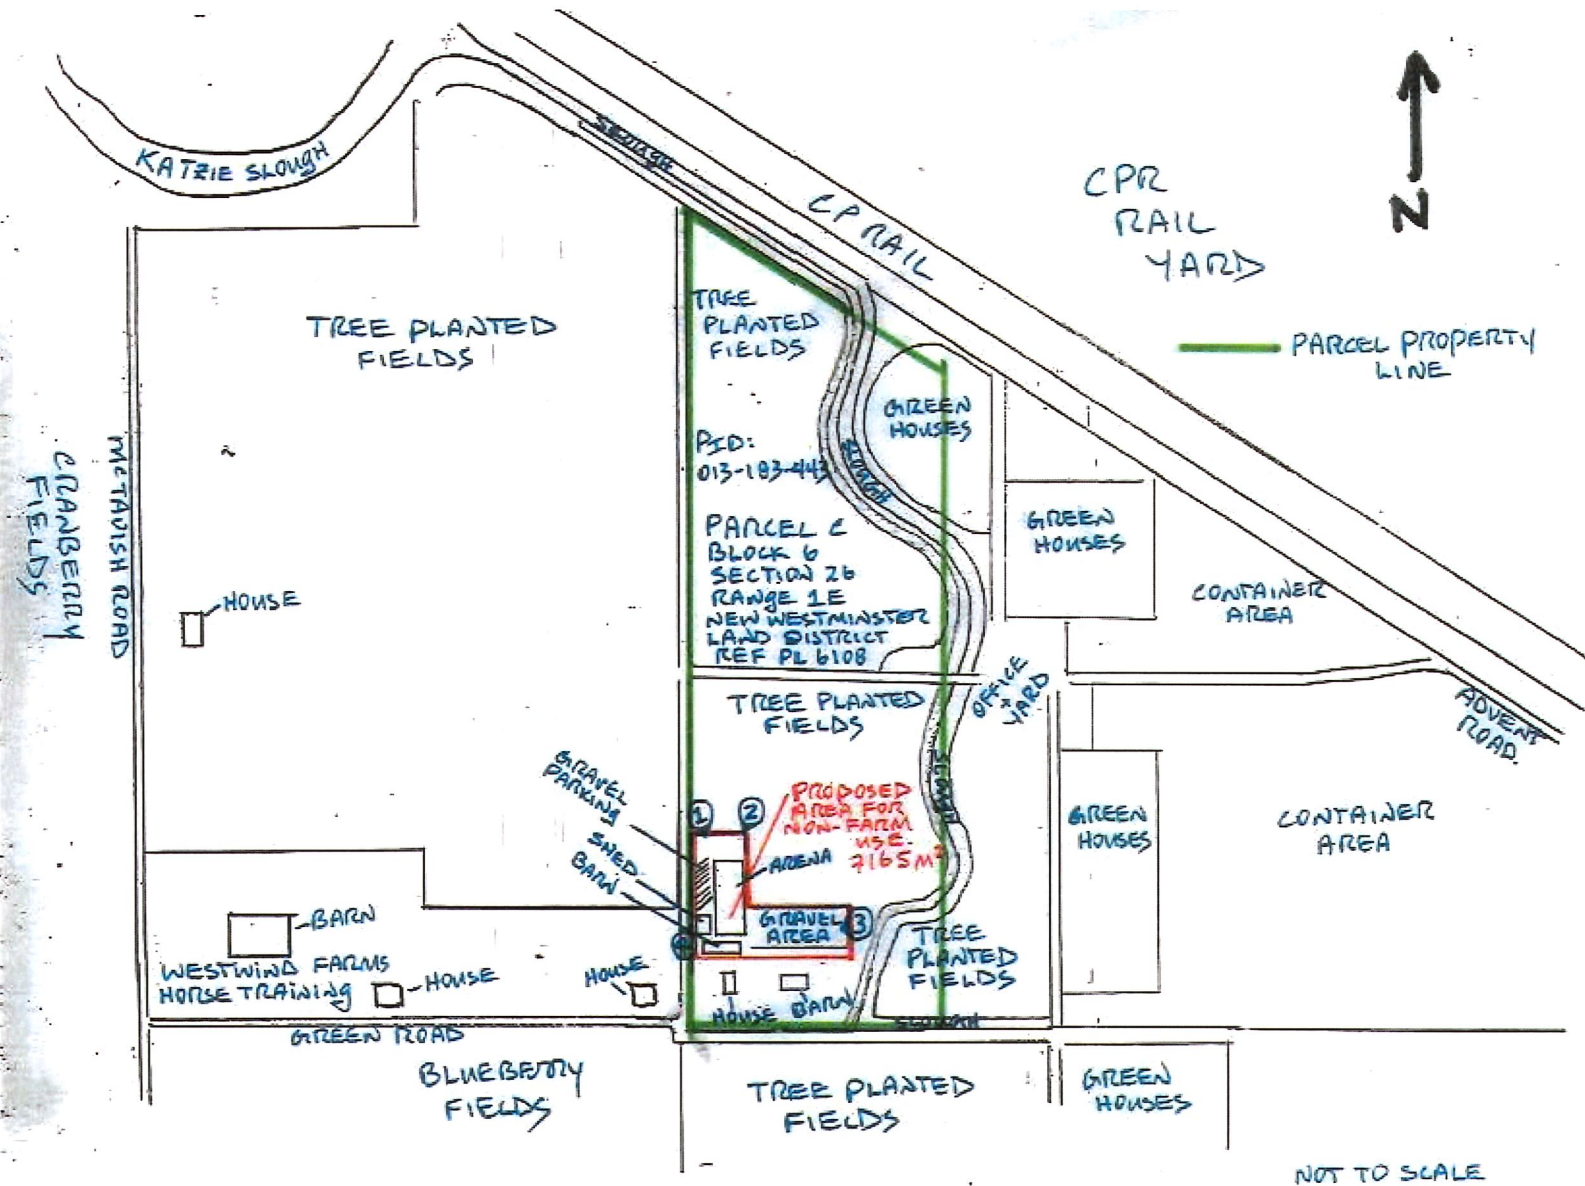 KATZIE SLOUGH
SLOUGH
CP RAIL
CPR
RAIL
YARD
N
PARCEL PROPERTY
LINE
TREE PLANTED
FIELDS
TREE
PLANTED
FIELDS
GREEN
HOUSES
PID:
013-183-443
SLOUGH
PARCEL C
BLOCK 6
SECTION 26
RANGE 1E
NEW WESTMINSTER
LAND DISTRICT
REF PL 6108
GREEN
HOUSES
CONTAINER
AREA
McTAVISH ROAD
CRANBERRY
FIELDS
HOUSE
OFFICE
+
YARD
ADVENT
ROAD.
TREE PLANTED
FIELDS
SLOUGH
GRAVEL
PARKING
SHED
BARN
1
2
PROPOSED
AREA FOR
NON-FARM
USE.
7165 M²
ARENA
GRAVEL
AREA
3
GREEN
HOUSES
CONTAINER
AREA
BARN
WESTWIND FARMS
HORSE TRAINING
HOUSE
HOUSE
HOUSE
BARN
TREE
PLANTED
FIELDS
SLOUGH
GREEN ROAD
BLUEBERRY
FIELDS
TREE PLANTED
FIELDS
GREEN
HOUSES
NOT TO SCALE